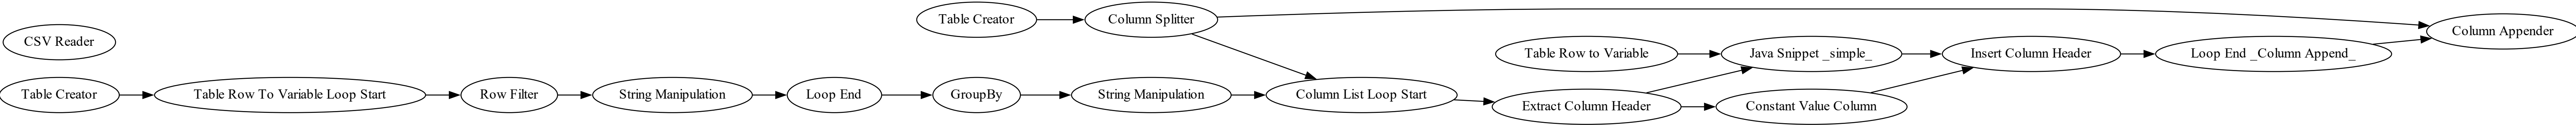 CSV Reader
Table Creator
Table Row To Variable Loop Start
Row Filter
String Manipulation
Loop End
GroupBy
String Manipulation
Table Creator
Column Splitter
Column List Loop Start
Table Row to Variable
Extract Column Header
Java Snippet _simple_
Constant Value Column
Insert Column Header
Loop End _Column Append_
Column Appender